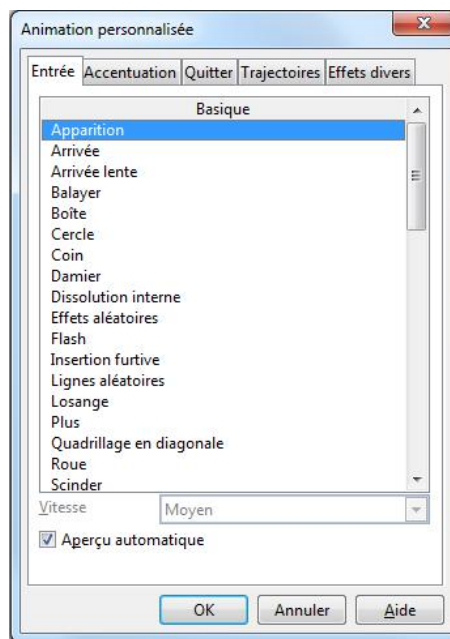 Animation personnalisée
Entrée Accentuation Quitter Trajectoires Effets divers
Basique
Apparition
Arrivée
Arrivée lente
Balayer
Boîte
Cercle
Coin
Damier
Dissolution interne
Effets aléatoires
Flash
Insertion furtive
Lignes aléatoires
Losange
Plus
Quadrillage en diagonale
Roue
Scinder
Vitesse Moyen
Aperçu automatique
OK Annuler Aide